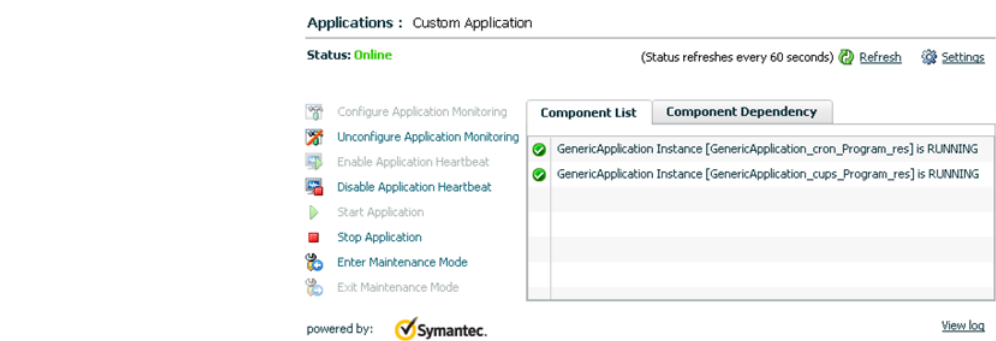 Applications : Custom Application
Status: Online
(Status refreshes every 60 seconds) Refresh Settings
Configure Application Monitoring
Unconfigure Application Monitoring
Enable Application Heartbeat
Disable Application Heartbeat
Start Application
Stop Application
Enter Maintenance Mode
Exit Maintenance Mode
Component List Component Dependency
GenericApplication Instance [GenericApplication_cron_Program_res] is RUNNING
GenericApplication Instance [GenericApplication_cups_Program_res] is RUNNING
powered by: Symantec.
View log